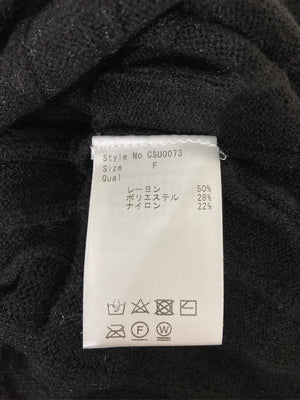 Style No CSU0073
Size F
Qual
レーヨン 50%
ポリエステル 28%
ナイロン 22%
F W